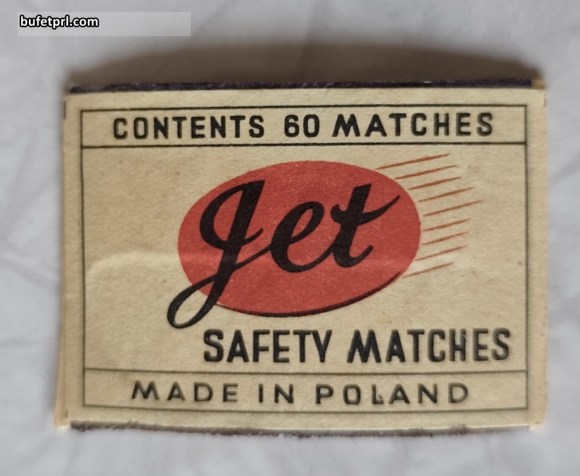 bufetprl.com
CONTENTS 60 MATCHES
Jet
SAFETY MATCHES
MADE IN POLAND